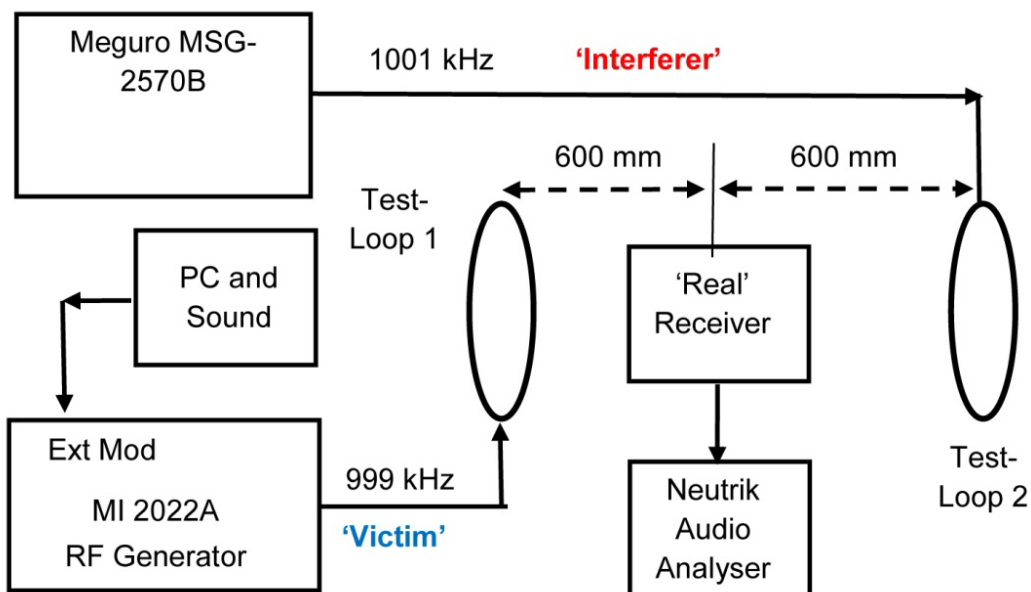 Meguro MSG-
2570B
1001 kHz
‘Interferer’
600 mm
600 mm
Test-
Loop 1
PC and
Sound
‘Real’
Receiver
Ext Mod
MI 2022A
RF Generator
999 kHz
‘Victim’
Neutrik
Audio
Analyser
Test-
Loop 2